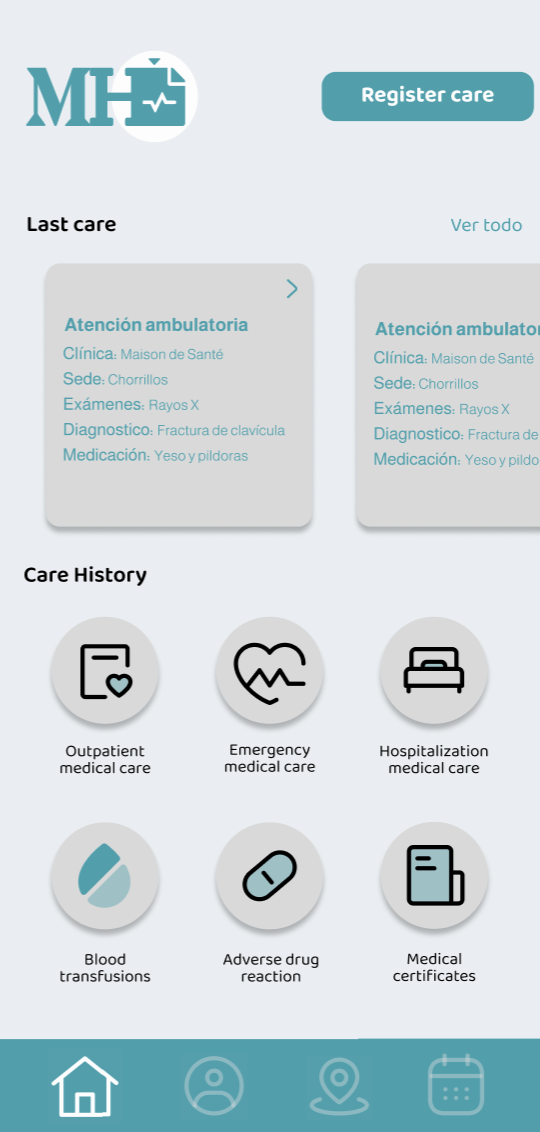 MH
Register care
Last care
Ver todo
Atención ambulatoria
Clínica: Maison de Santé
Sede: Chorrillos
Exámenes: Rayos X
Diagnostico: Fractura de clavícula
Medicación: Yeso y pildoras
Atención ambulator
Clínica: Maison de Santé
Sede: Chorrillos
Exámenes: Rayos X
Diagnostico: Fractura de
Medicación: Yeso y pildo
Care History
Outpatient
medical care
Emergency
medical care
Hospitalization
medical care
Blood
transfusions
Adverse drug
reaction
Medical
certificates